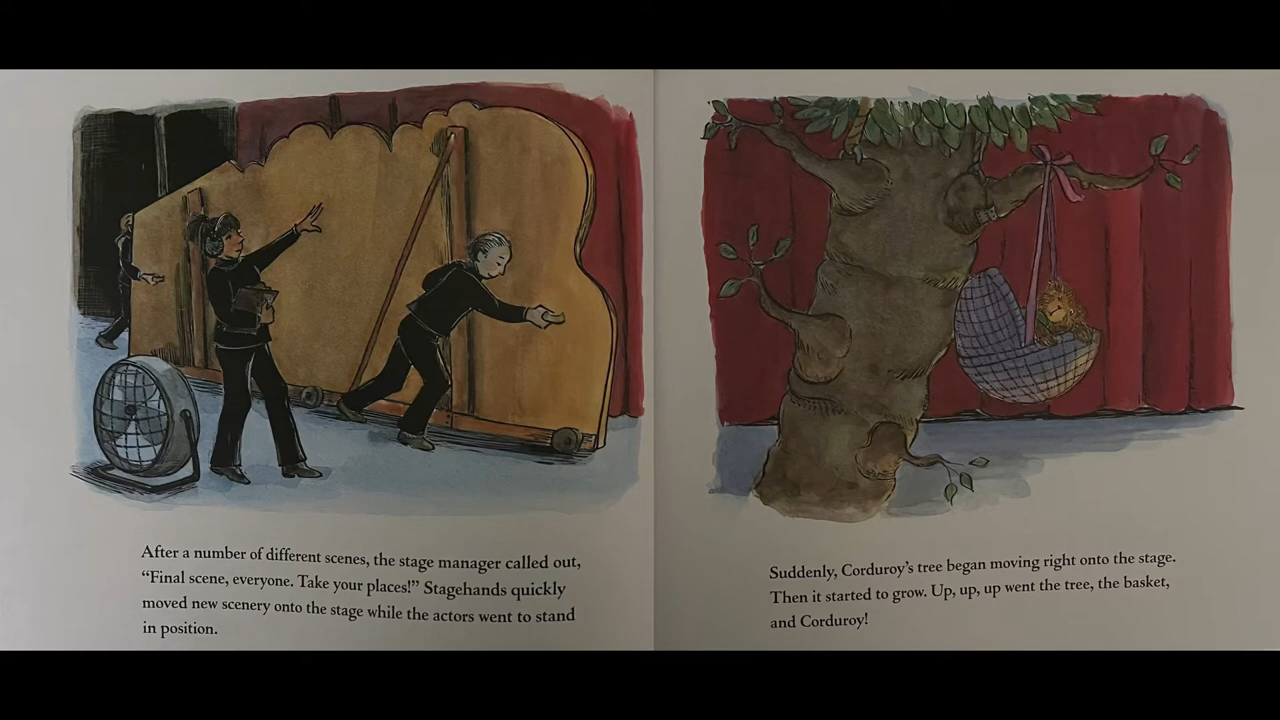 After a number of different scenes, the stage manager called out,
“Final scene, everyone. Take your places!” Stagehands quickly
moved new scenery onto the stage while the actors went to stand
in position.
Suddenly, Corduroy’s tree began moving right onto the stage.
Then it started to grow. Up, up, up went the tree, the basket,
and Corduroy!